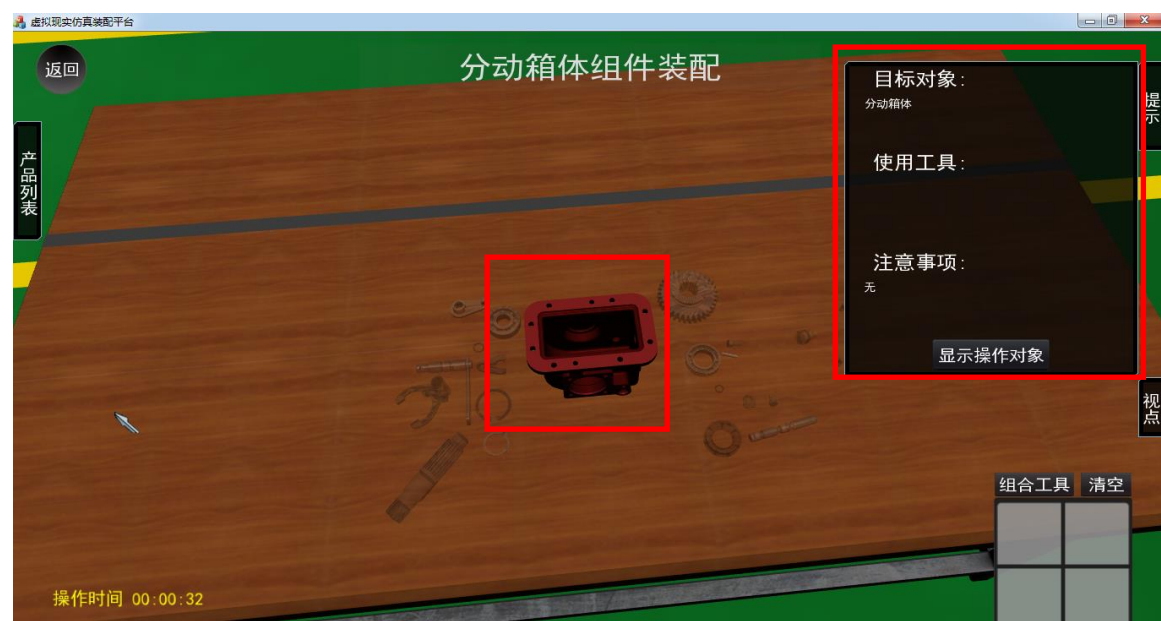 虚拟现实仿真装配平台
返回
分动箱体组件装配
目标对象:
分动箱体
使用工具:
注意事项:
无
显示操作对象
提示
产品列表
视点
组合工具 清空
操作时间 00:00:32